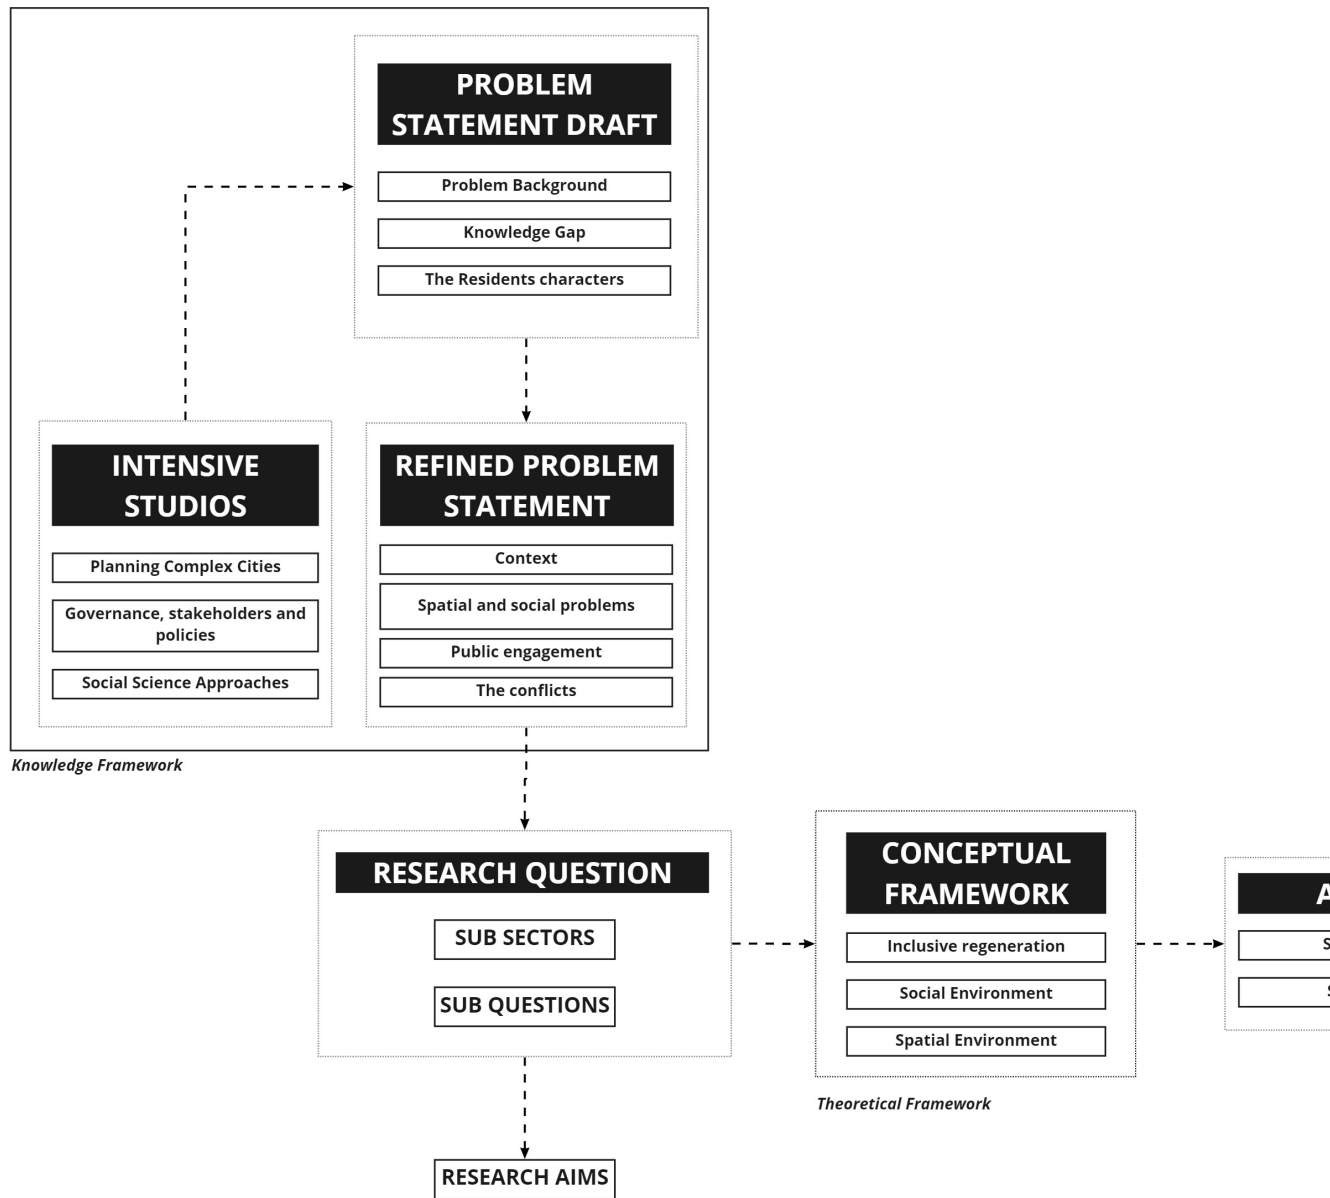 PROBLEM
STATEMENT DRAFT
Problem Background
Knowledge Gap
The Residents characters
INTENSIVE
STUDIOS
Planning Complex Cities
Governance, stakeholders and
policies
Social Science Approaches
REFINED PROBLEM
STATEMENT
Context
Spatial and social problems
Public engagement
The conflicts
Knowledge Framework
RESEARCH QUESTION
SUB SECTORS
SUB QUESTIONS
RESEARCH AIMS
CONCEPTUAL
FRAMEWORK
Inclusive regeneration
Social Environment
Spatial Environment
Theoretical Framework